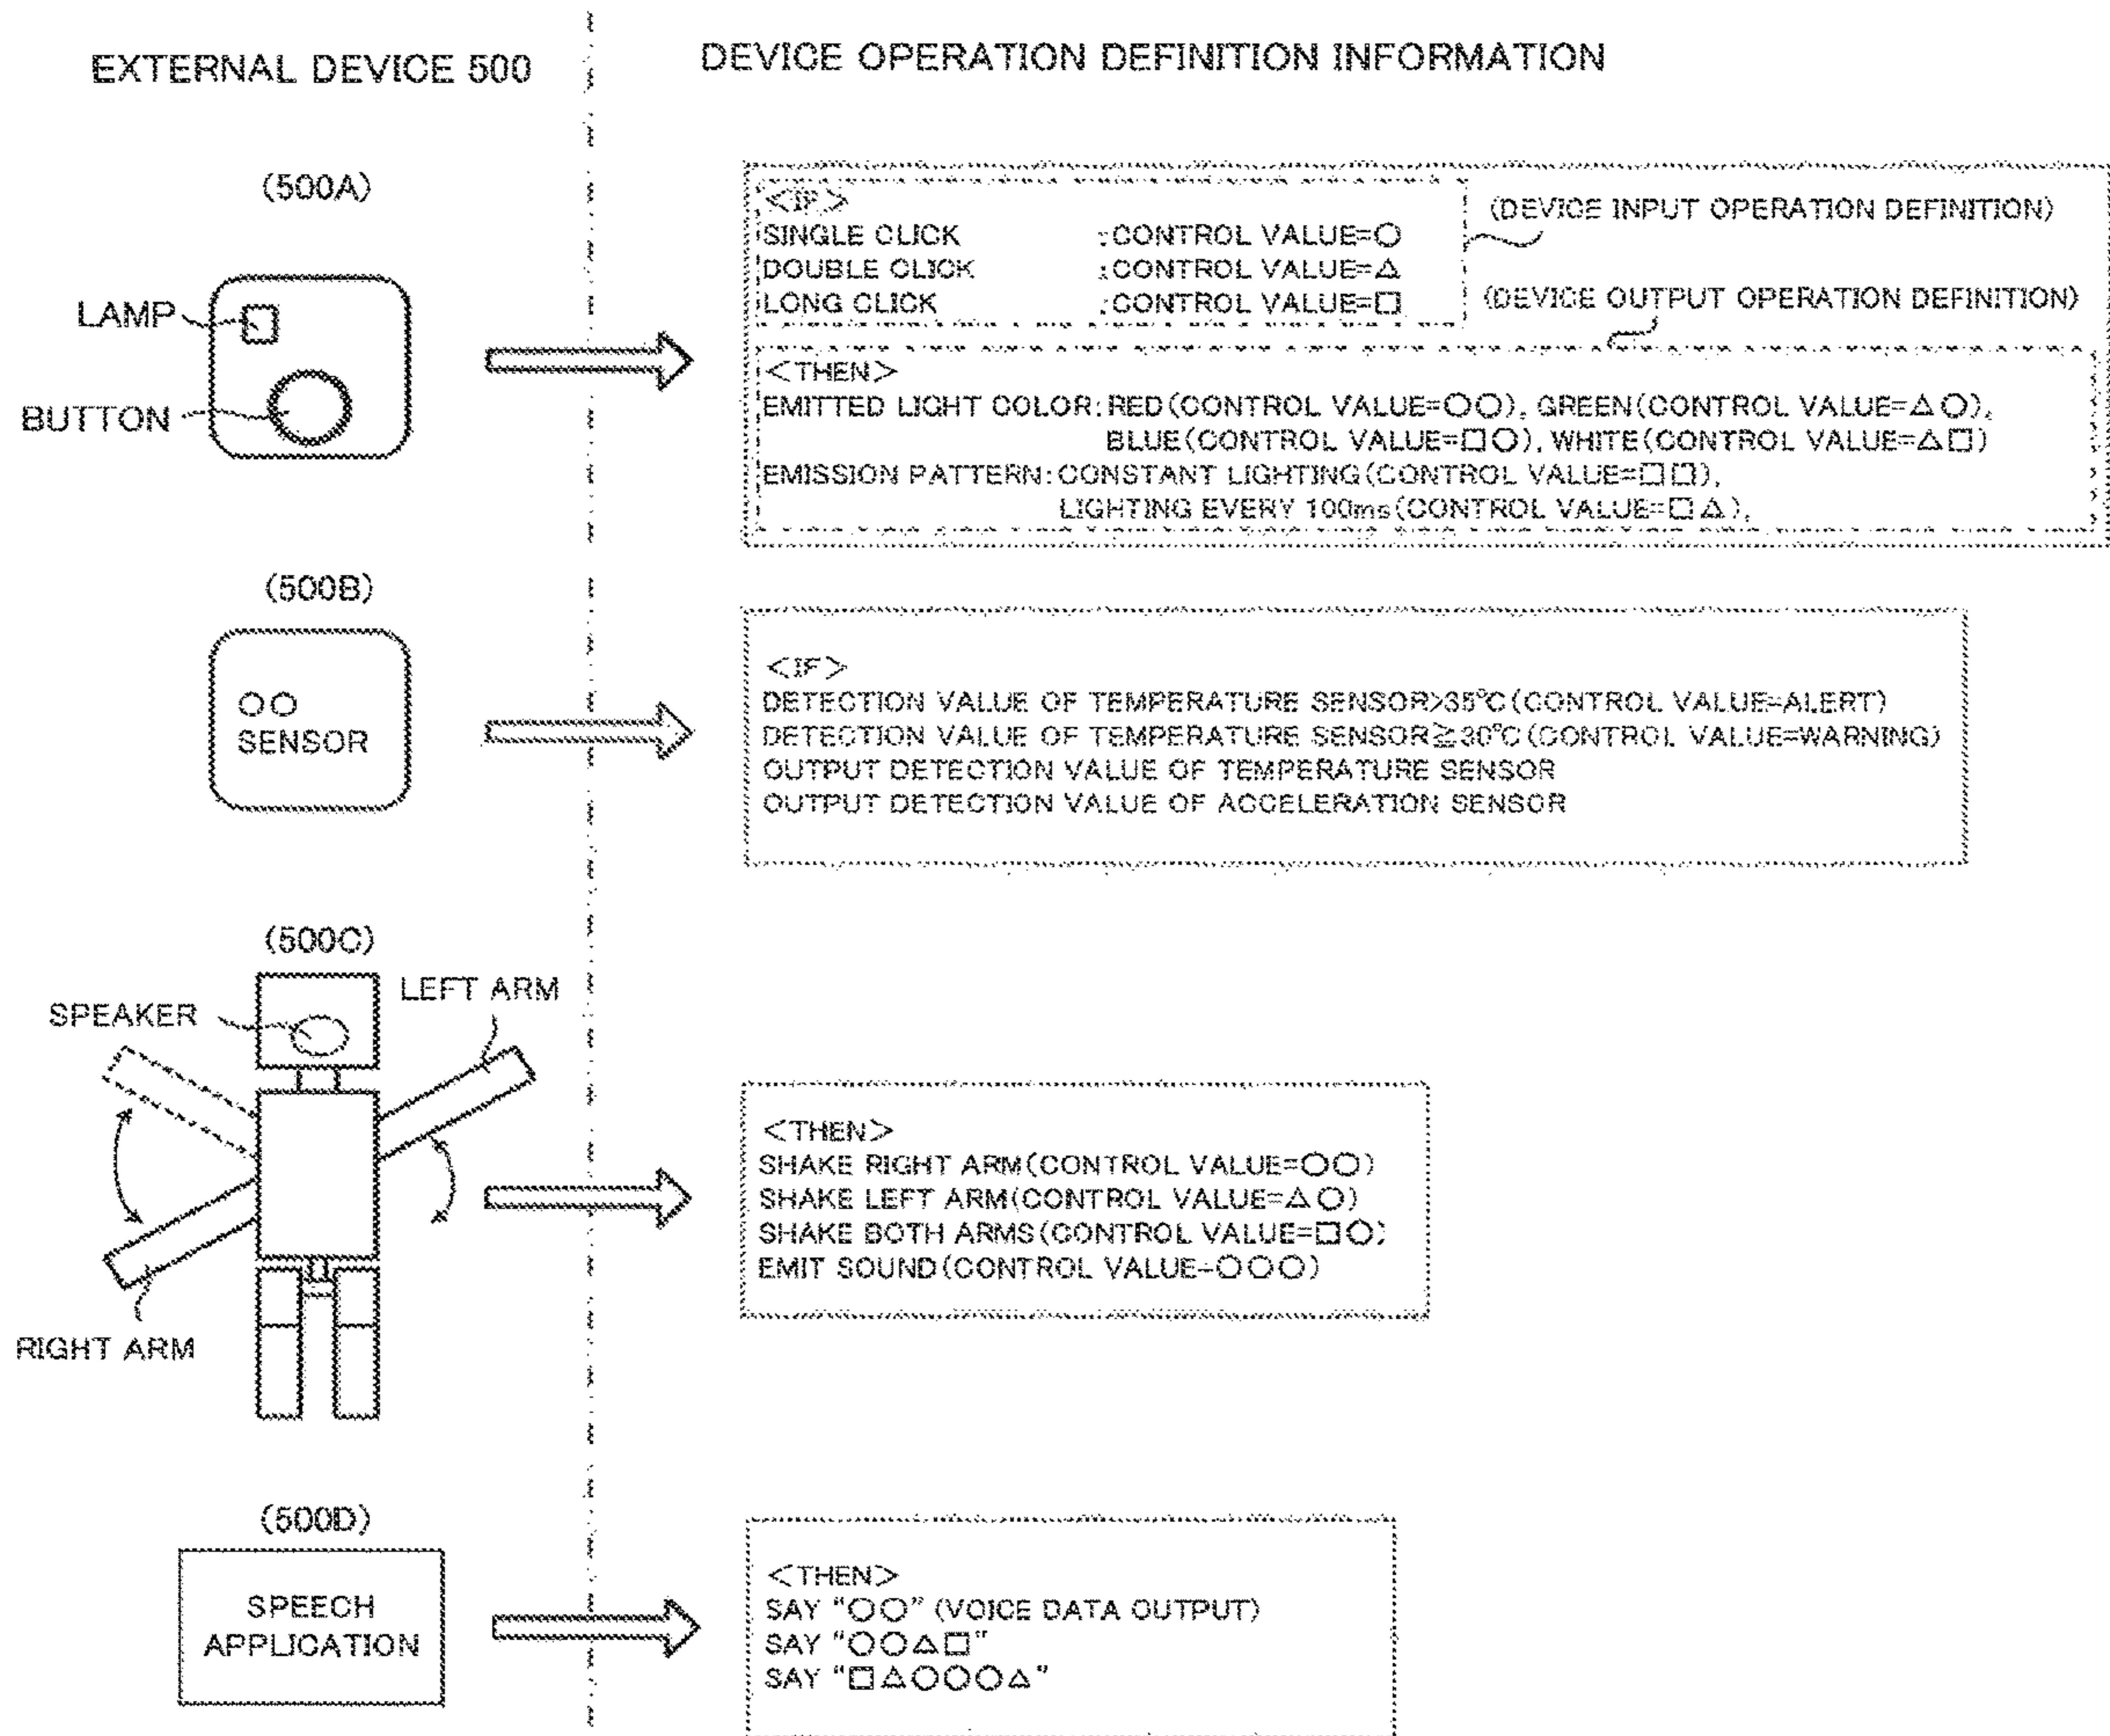 EXTERNAL DEVICE 500
DEVICE OPERATION DEFINITION INFORMATION
(500A)
LAMP
BUTTON
<IF>
SINGLE CLICK :CONTROL VALUE=○
DOUBLE CLICK :CONTROL VALUE=△
LONG CLICK :CONTROL VALUE=□
(DEVICE INPUT OPERATION DEFINITION)
(DEVICE OUTPUT OPERATION DEFINITION)
<THEN>
EMITTED LIGHT COLOR:RED(CONTROL VALUE=○○), GREEN(CONTROL VALUE=△○),
BLUE(CONTROL VALUE=□○), WHITE(CONTROL VALUE=△□)
EMISSION PATTERN:CONSTANT LIGHTING(CONTROL VALUE=□□),
LIGHTING EVERY 100ms(CONTROL VALUE=□△),
(500B)
○○
SENSOR
<IF>
DETECTION VALUE OF TEMPERATURE SENSOR>35°C(CONTROL VALUE=ALERT)
DETECTION VALUE OF TEMPERATURE SENSOR≧30°C(CONTROL VALUE=WARNING)
OUTPUT DETECTION VALUE OF TEMPERATURE SENSOR
OUTPUT DETECTION VALUE OF ACCELERATION SENSOR
(500C)
SPEAKER
LEFT ARM
RIGHT ARM
<THEN>
SHAKE RIGHT ARM(CONTROL VALUE=○○)
SHAKE LEFT ARM(CONTROL VALUE=△○)
SHAKE BOTH ARMS(CONTROL VALUE=□○)
EMIT SOUND(CONTROL VALUE=○○○)
(500D)
SPEECH
APPLICATION
<THEN>
SAY "○○" (VOICE DATA OUTPUT)
SAY "○○△□"
SAY "□△○○○△"